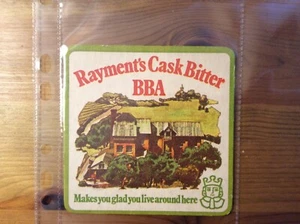 Rayment's Cask Bitter
BBA
Makes you glad you live around here